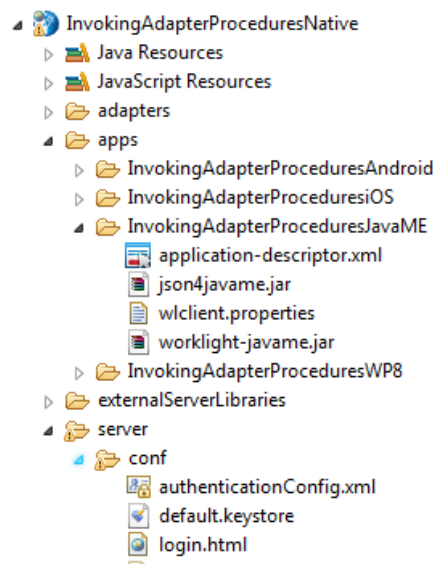 InvokingAdapterProceduresNative
Java Resources
JavaScript Resources
adapters
apps
InvokingAdapterProceduresAndroid
InvokingAdapterProceduresiOS
InvokingAdapterProceduresJavaME
application-descriptor.xml
json4javame.jar
wlclient.properties
worklight-javame.jar
InvokingAdapterProceduresWP8
externalServerLibraries
server
conf
authenticationConfig.xml
default.keystore
login.html